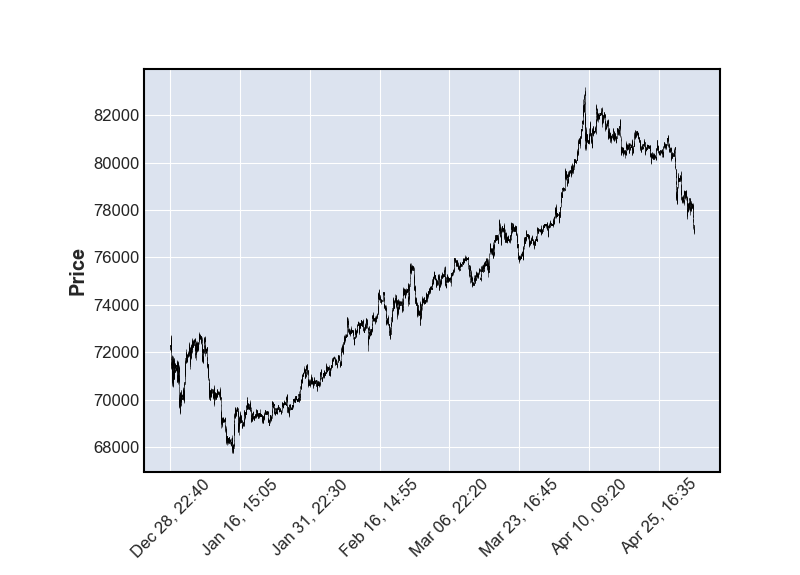 82000
80000
78000
76000
74000
72000
70000
68000
Price
Dec 28, 22:40
Jan 16, 15:05
Jan 31, 22:30
Feb 16, 14:55
Mar 06, 22:20
Mar 23, 16:45
Apr 10, 09:20
Apr 25, 16:35